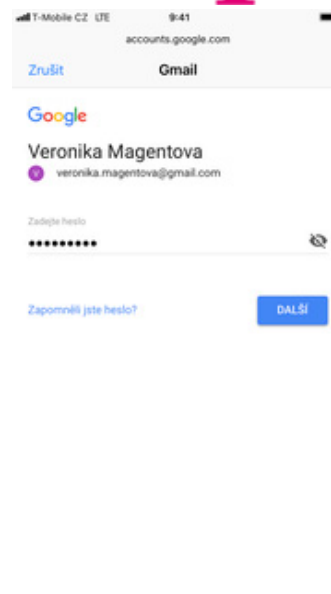 T-Mobile CZ LTE 9:41
accounts.google.com
Zrušit Gmail
Google
Veronika Magentova
V veronika.magentova@gmail.com
Zadejte heslo
•••••••••
Zapomněli jste heslo? DALŠÍ